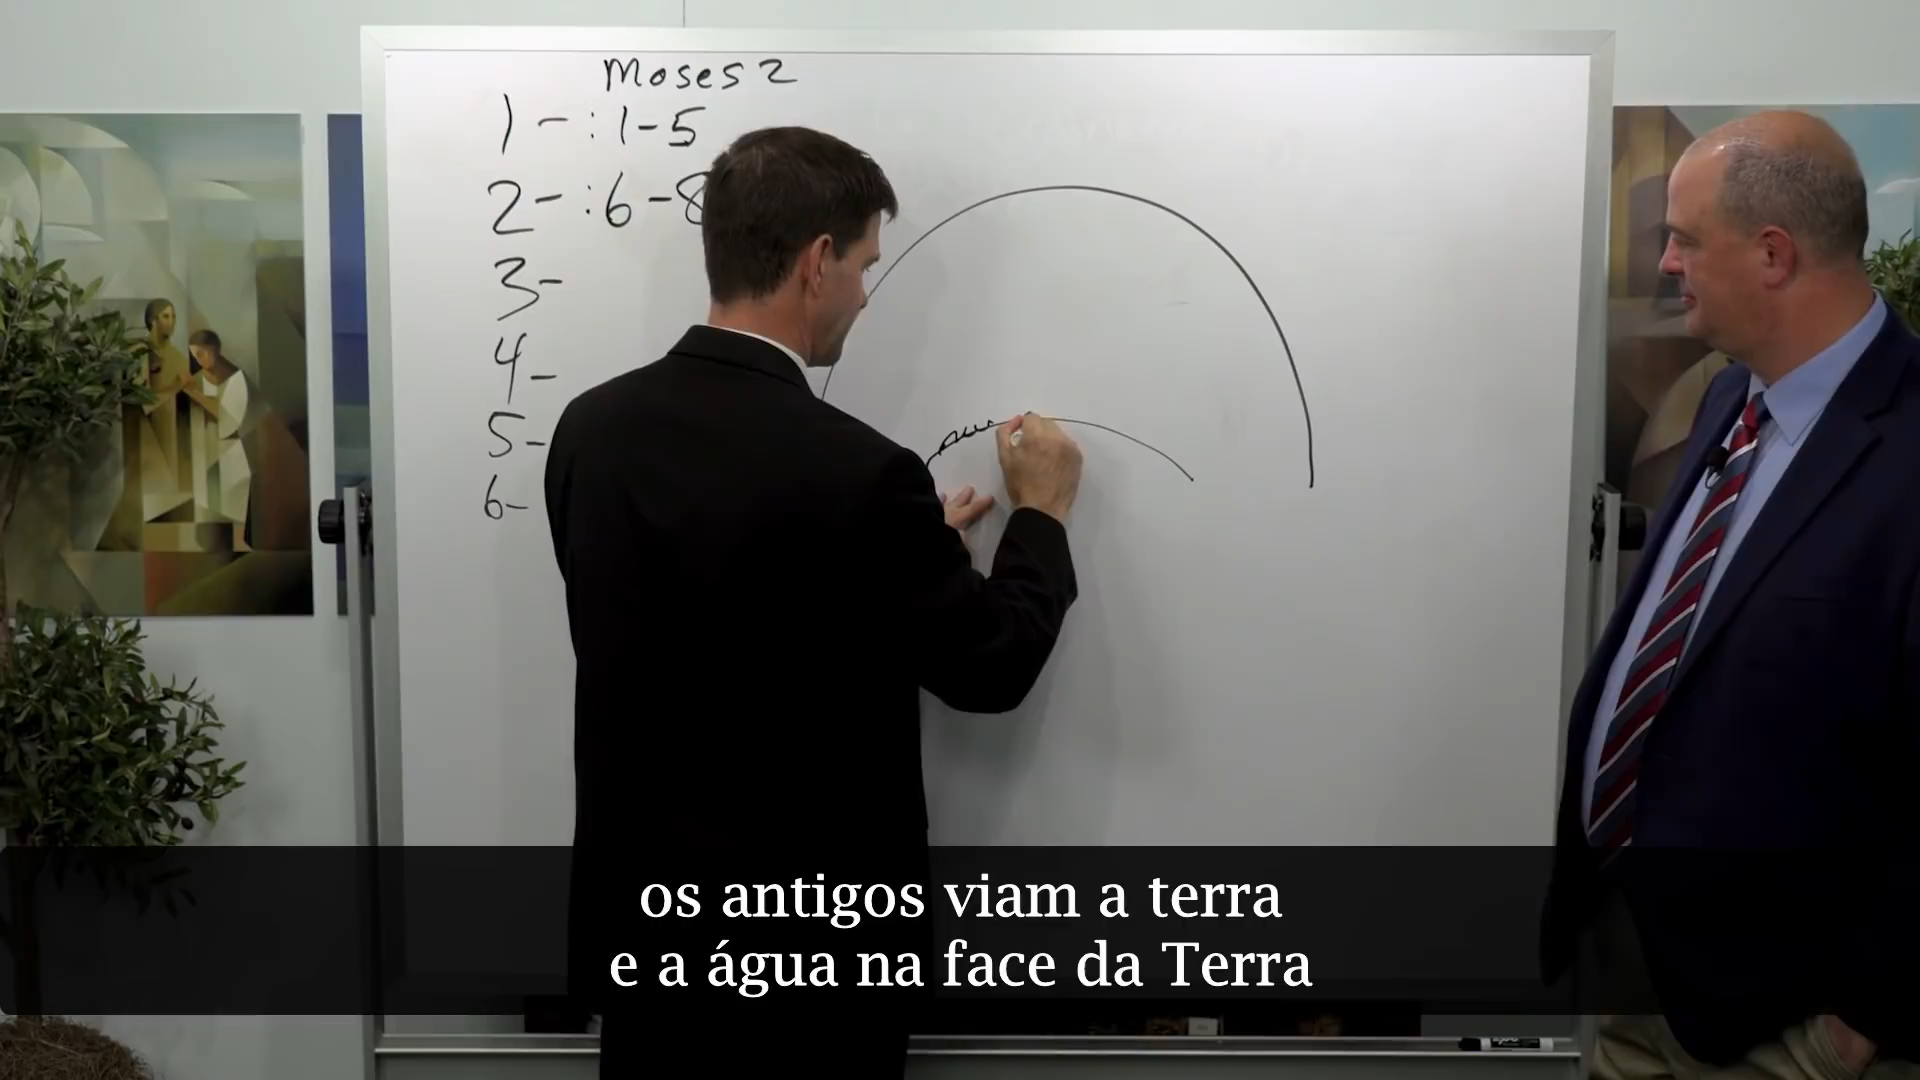 Moses 2
1 - : 1-5
2 - : 6-8
3-
4-
5-
6-
os antigos viam a terra
e a água na face da Terra